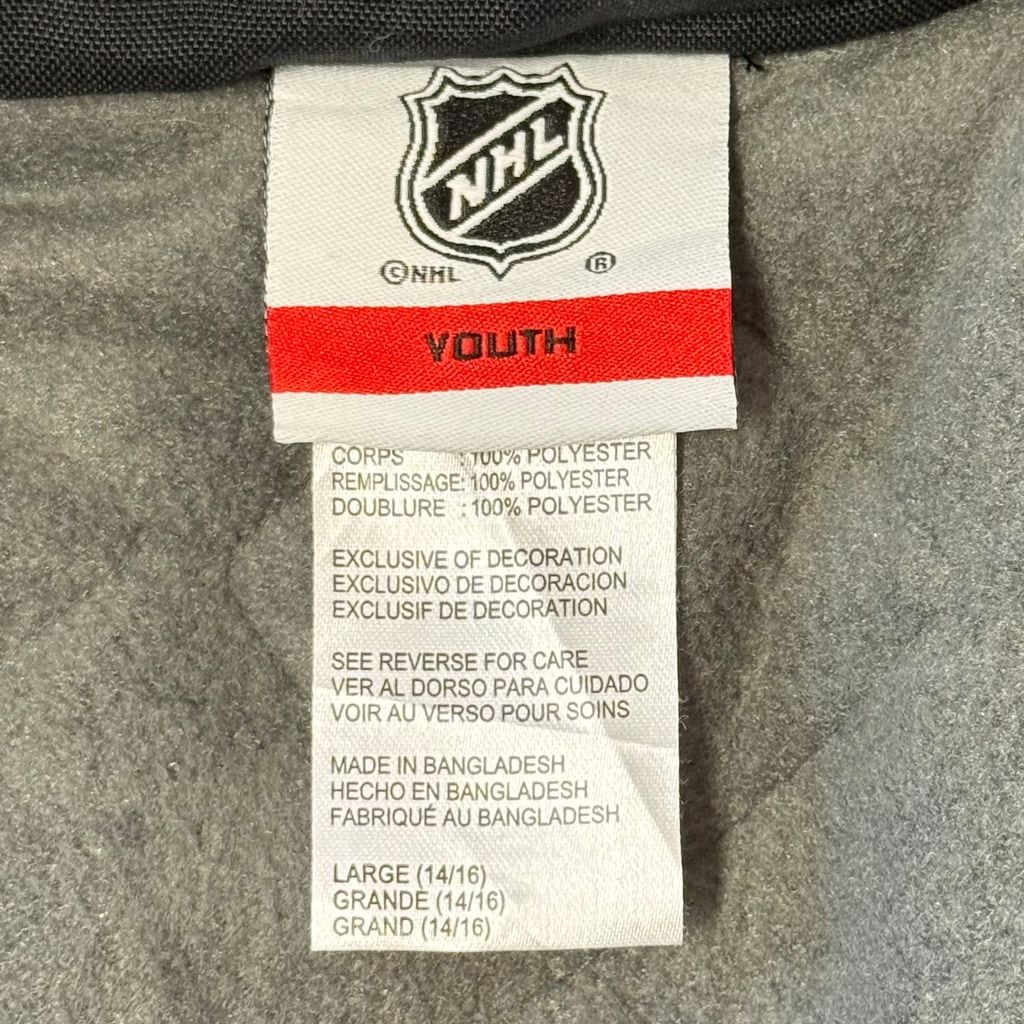 NHL
©NHL ®
YOUTH
CORPS : 100% POLYESTER
REMPLISSAGE: 100% POLYESTER
DOUBLURE : 100% POLYESTER
EXCLUSIVE OF DECORATION
EXCLUSIVO DE DECORACION
EXCLUSIF DE DECORATION
SEE REVERSE FOR CARE
VER AL DORSO PARA CUIDADO
VOIR AU VERSO POUR SOINS
MADE IN BANGLADESH
HECHO EN BANGLADESH
FABRIQUÉ AU BANGLADESH
LARGE (14/16)
GRANDE (14/16)
GRAND (14/16)